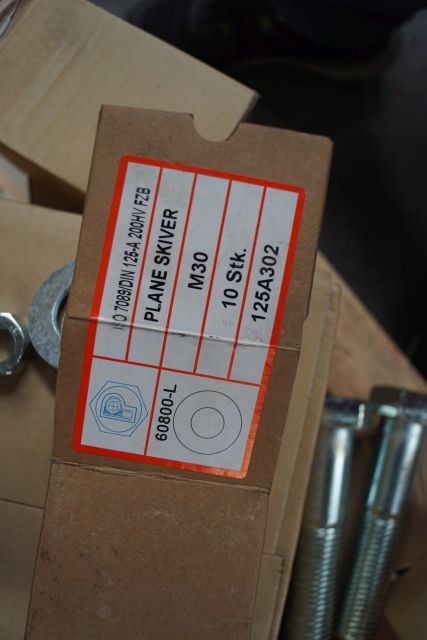 ISO 7089/DIN 125-A 200HV FZB
PLANE SKIVER
M30
10 Stk.
125A302
60800-L